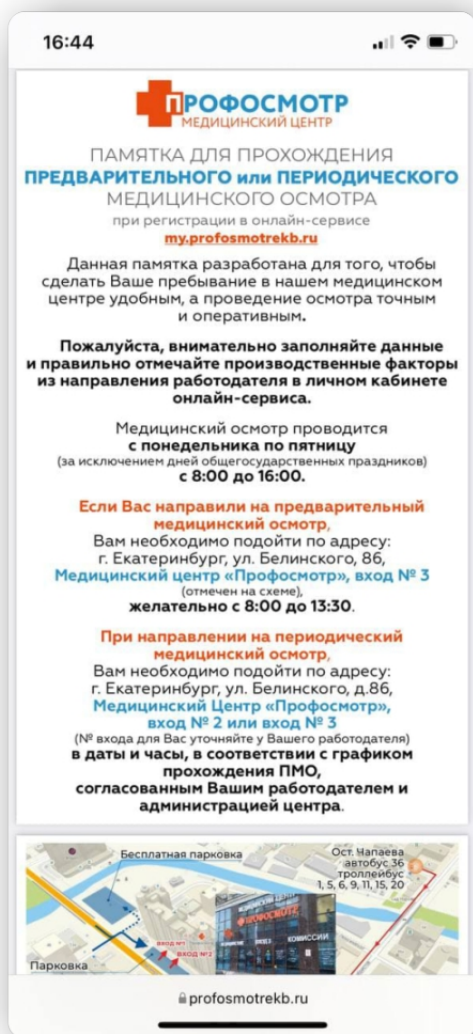 16:44
ПРОФОСМОТР
МЕДИЦИНСКИЙ ЦЕНТР
ПАМЯТКА ДЛЯ ПРОХОЖДЕНИЯ
ПРЕДВАРИТЕЛЬНОГО или ПЕРИОДИЧЕСКОГО
МЕДИЦИНСКОГО ОСМОТРА
при регистрации в онлайн-сервисе
my.profosmotrekb.ru
Данная памятка разработана для того, чтобы
сделать Ваше пребывание в нашем медицинском
центре удобным, а проведение осмотра точным
и оперативным.
Пожалуйста, внимательно заполняйте данные
и правильно отмечайте производственные факторы
из направления работодателя в личном кабинете
онлайн-сервиса.
Медицинский осмотр проводится
с понедельника по пятницу
(за исключением дней общегосударственных праздников)
с 8:00 до 16:00.
Если Вас направили на предварительный
медицинский осмотр,
Вам необходимо подойти по адресу:
г. Екатеринбург, ул. Белинского, 86,
Медицинский центр «Профосмотр», вход № 3
(отмечен на схеме),
желательно с 8:00 до 13:30.
При направлении на периодический
медицинский осмотр,
Вам необходимо подойти по адресу:
г. Екатеринбург, ул. Белинского, д.86,
Медицинский Центр «Профосмотр»,
вход № 2 или вход № 3
(№ входа для Вас уточняйте у Вашего работодателя)
в даты и часы, в соответствии с графиком
прохождения ПМО,
согласованным Вашим работодателем и
администрацией центра.
Бесплатная парковка
Ост. Чапаева
автобус 36
троллейбус
1, 5, 6, 9, 11, 15, 20
МЕДИЦИНСКИЙ ЦЕНТР
ПРОФОСМОТР
КОМИССИИ
ВХОД №1
ВХОД №2
Парковка
profosmotrekb.ru